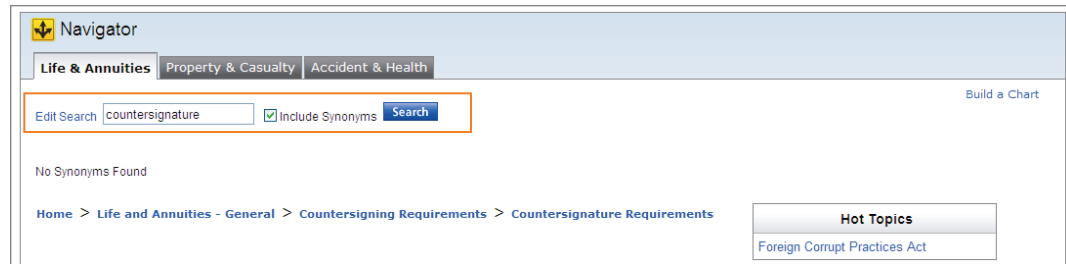 Navigator
Life & Annuities Property & Casualty Accident & Health
Build a Chart
Edit Search countersignature Include Synonyms Search
No Synonyms Found
Home > Life and Annuities - General > Countersigning Requirements > Countersignature Requirements
Hot Topics
Foreign Corrupt Practices Act